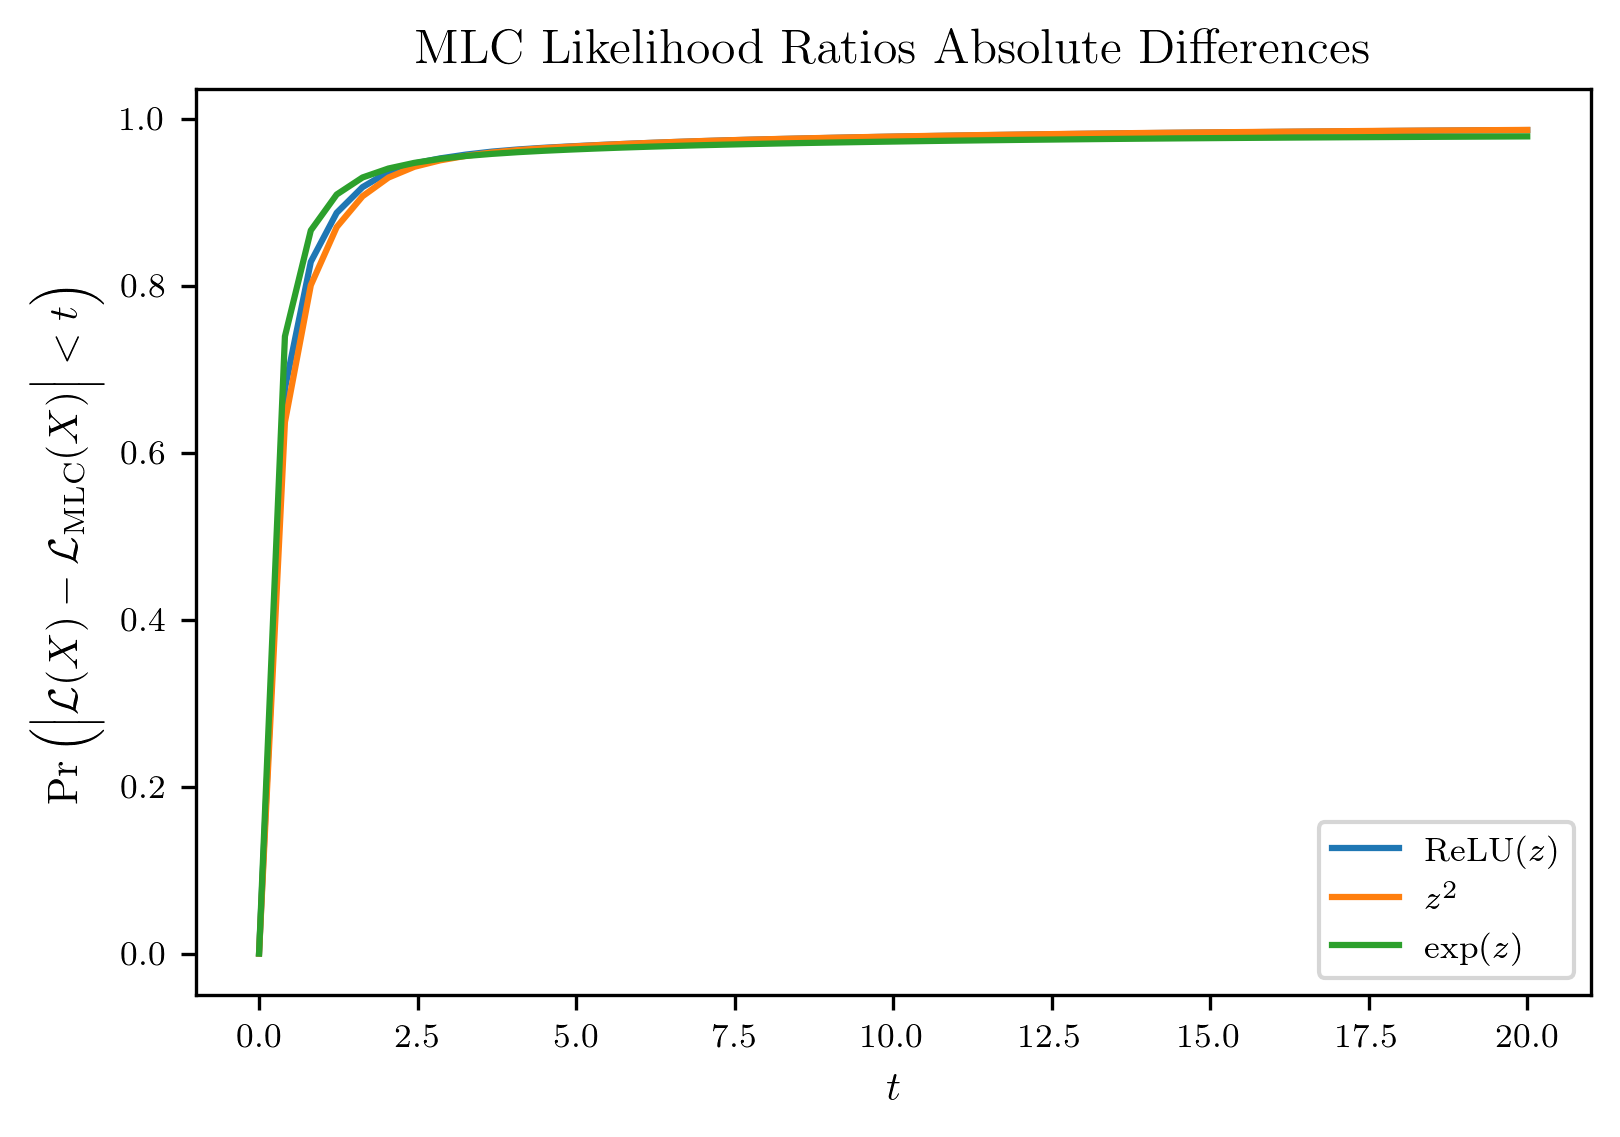 MLC Likelihood Ratios Absolute Differences
Pr (|ℒ(X) − ℒ_MLC(X)| < t)
1.0
0.8
0.6
0.4
0.2
0.0
ReLU(z)
z²
exp(z)
0.0 2.5 5.0 7.5 10.0 12.5 15.0 17.5 20.0
t